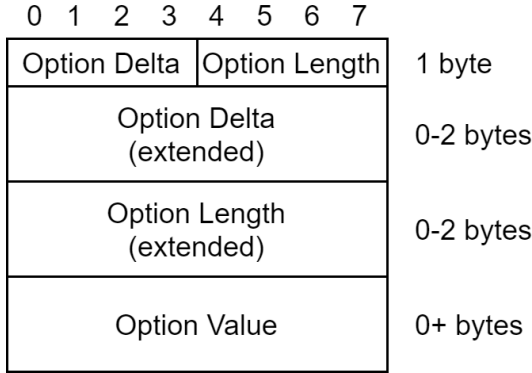 0 1 2 3 4 5 6 7
Option Delta Option Length 1 byte
Option Delta
(extended)
0-2 bytes
Option Length
(extended)
0-2 bytes
Option Value 0+ bytes